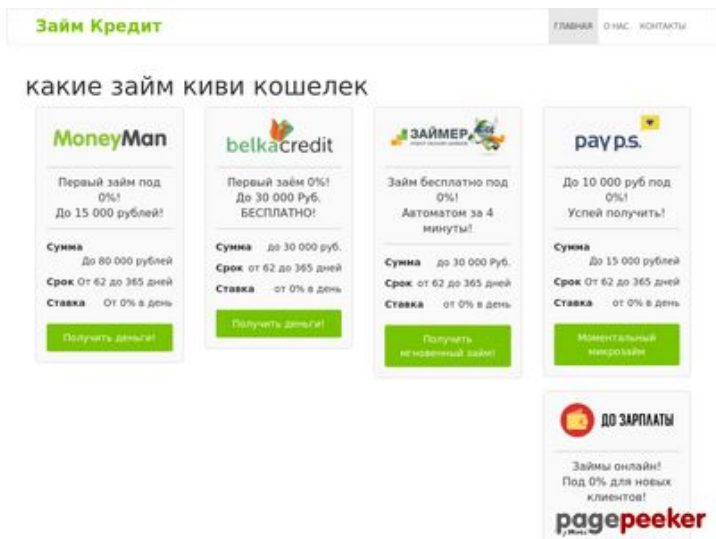 Займ Кредит
ГЛАВНАЯ О НАС. КОНТАКТЫ
какие займ киви кошелек
MoneyMan
Первый займ под
0%!
До 15 000 рублей!
Сумма
До 80 000 рублей
Срок От 62 до 365 дней
Ставка От 0% в день
Получить деньги!
belkacredit
Первый заём 0%!
До 30 000 Руб.
БЕСПЛАТНО!
Сумма до 30 000 руб.
Срок от 62 до 365 дней
Ставка от 0% в день
Получить деньги!
ЗАЙМЕР
Займ бесплатно под
0%!
Автоматом за 4
минуты!
Сумма до 30 000 Руб.
Срок от 62 до 365 дней
Ставка от 0% в день
Получить
мгновенный займ!
pay p.s.
До 10 000 руб под
0%!
Успей получить!
Сумма
До 15 000 рублей
Срок От 62 до 365 дней
Ставка от 0% в день
Моментальный
микрозайм
ДО ЗАРПЛАТЫ
Займы онлайн!
Под 0% для новых
клиентов!
pagepeeker